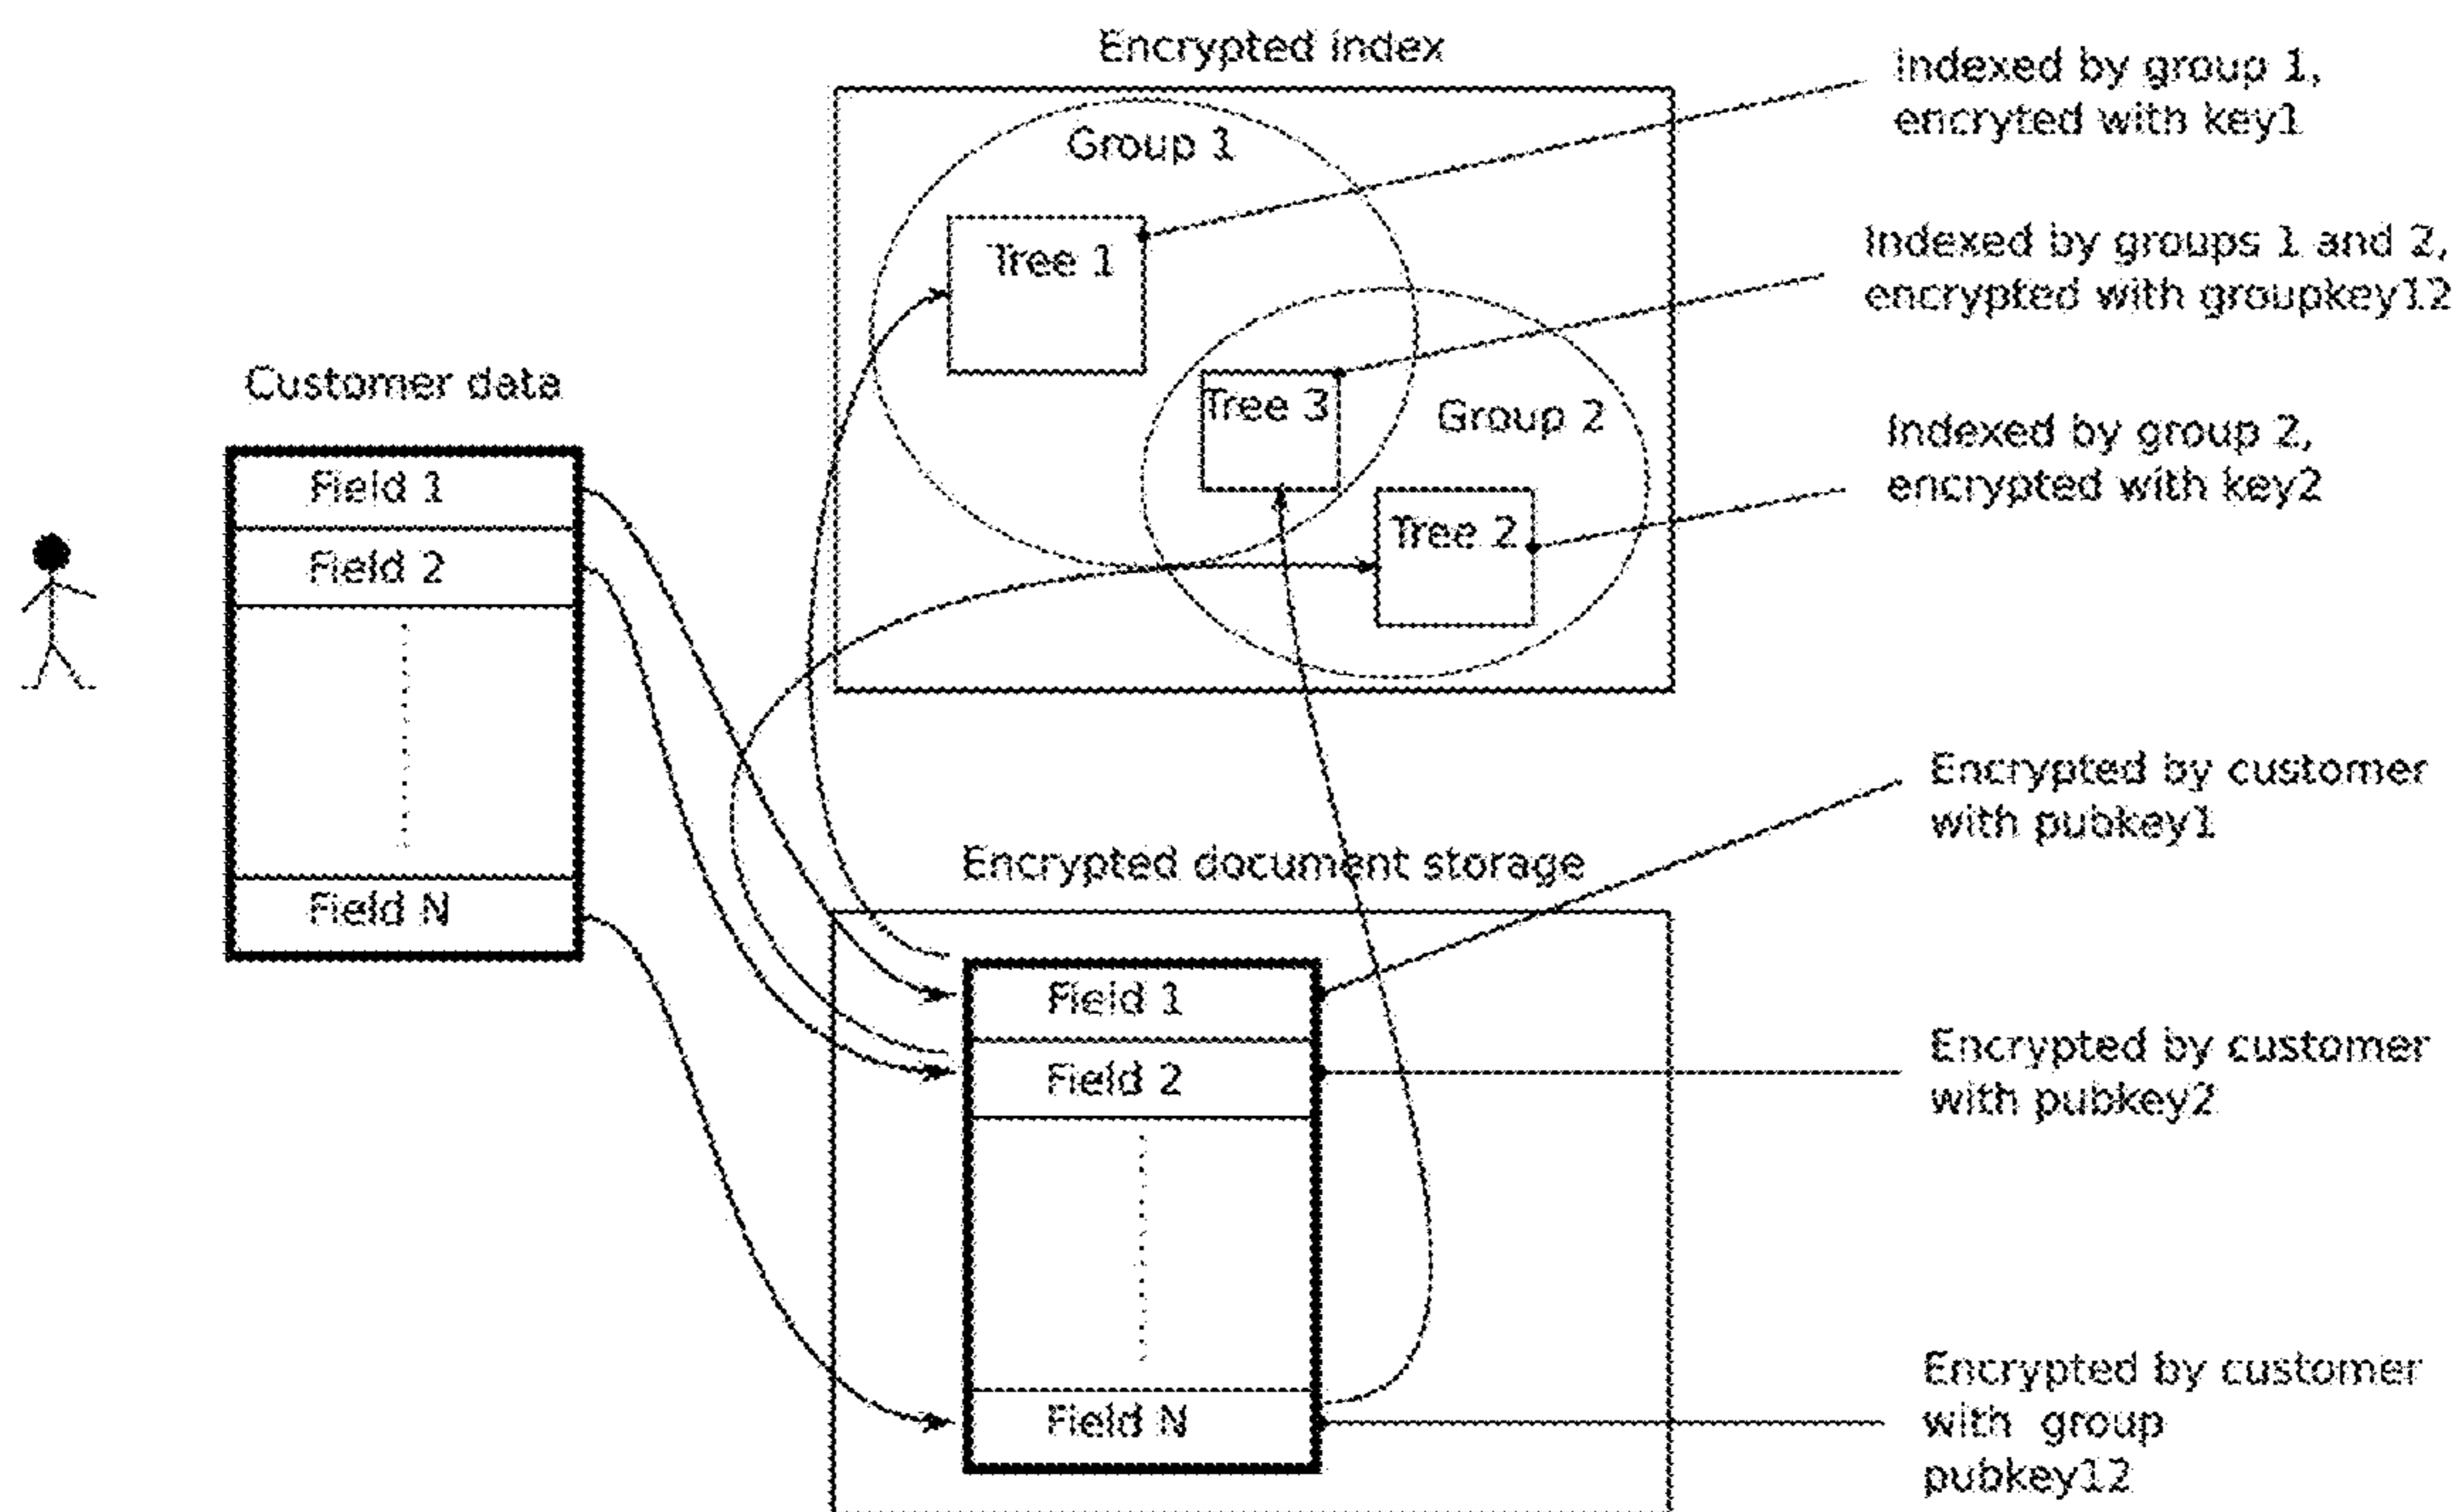 Encrypted index
Indexed by group 1,
encryted with key1
Group 1
Tree 1
Indexed by groups 1 and 2,
encrypted with groupkey12
Customer data
Tree 3
Group 2
Indexed by group 2,
encrypted with key2
Field 1
Tree 2
Field 2
Encrypted by customer
with pubkey1
Encrypted document storage
Field N
Field 1
Encrypted by customer
with pubkey2
Field 2
Encrypted by customer
with group
pubkey12
Field N